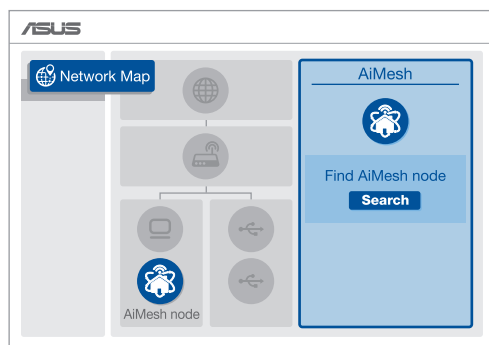 ASUS
Network Map
AiMesh
Find AiMesh node
Search
AiMesh node